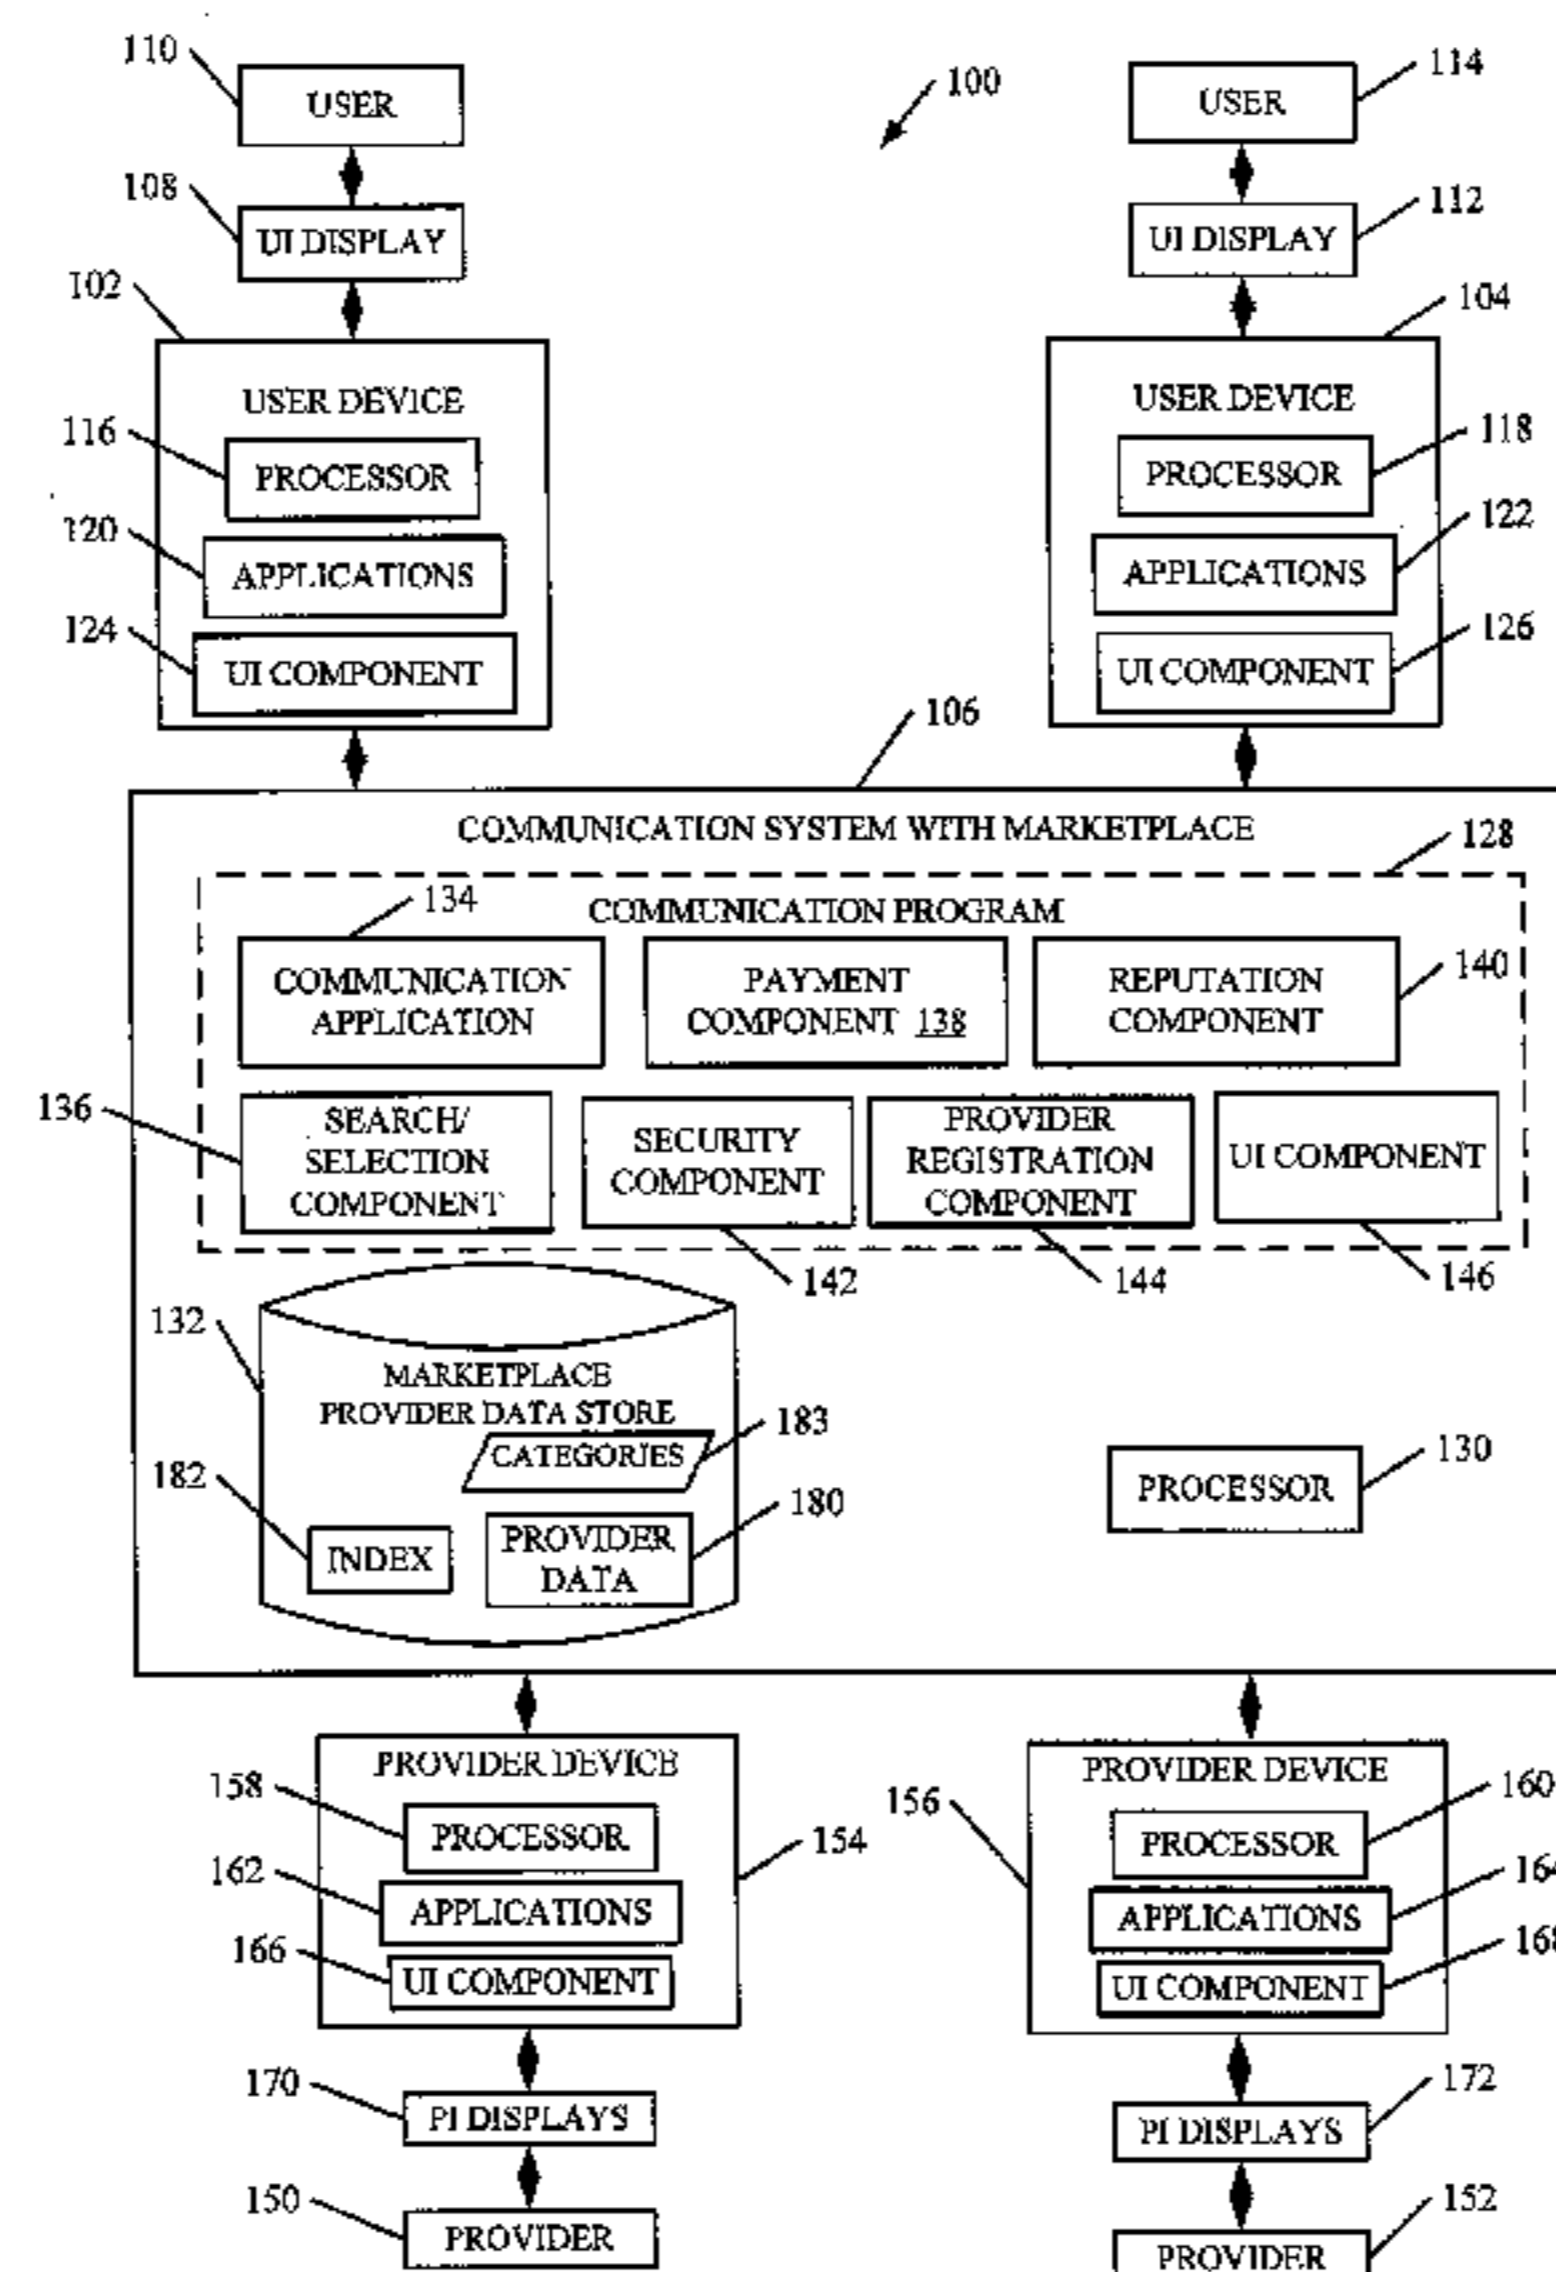 110
USER
100
USER
114
108
UI DISPLAY
UI DISPLAY
112
102
104
USER DEVICE
USER DEVICE
116
PROCESSOR
PROCESSOR
118
120
APPLICATIONS
APPLICATIONS
122
124
UI COMPONENT
UI COMPONENT
126
106
COMMUNICATION SYSTEM WITH MARKETPLACE
128
134
COMMUNICATION PROGRAM
COMMUNICATION
APPLICATION
PAYMENT
COMPONENT 138
REPUTATION
COMPONENT
140
136
SEARCH/
SELECTION
COMPONENT
SECURITY
COMPONENT
PROVIDER
REGISTRATION
COMPONENT
UI COMPONENT
142
144
146
132
MARKETPLACE
PROVIDER DATA STORE
183
CATEGORIES
182
180
INDEX
PROVIDER
DATA
130
PROCESSOR
PROVIDER DEVICE
PROVIDER DEVICE
158
PROCESSOR
154
156
PROCESSOR
160
162
APPLICATIONS
APPLICATIONS
164
166
UI COMPONENT
UI COMPONENT
168
170
PI DISPLAYS
PI DISPLAYS
172
150
PROVIDER
PROVIDER
152